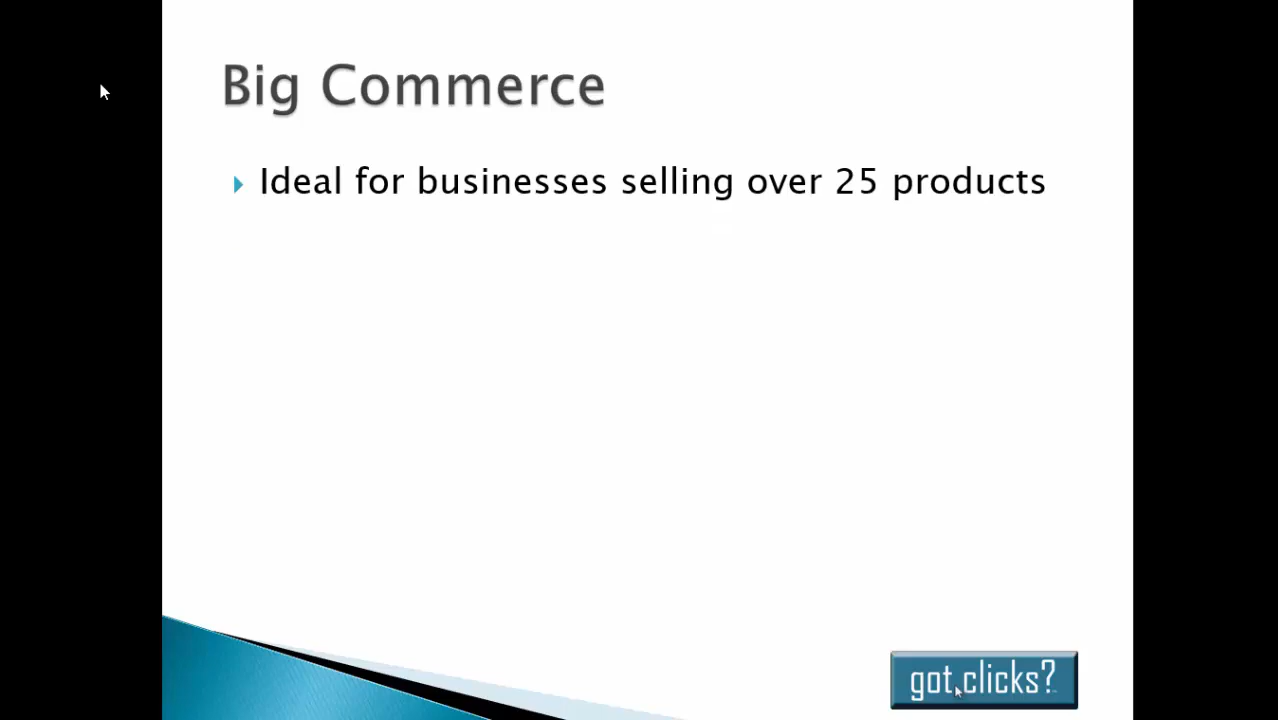 Big Commerce
Ideal for businesses selling over 25 products
got clicks?